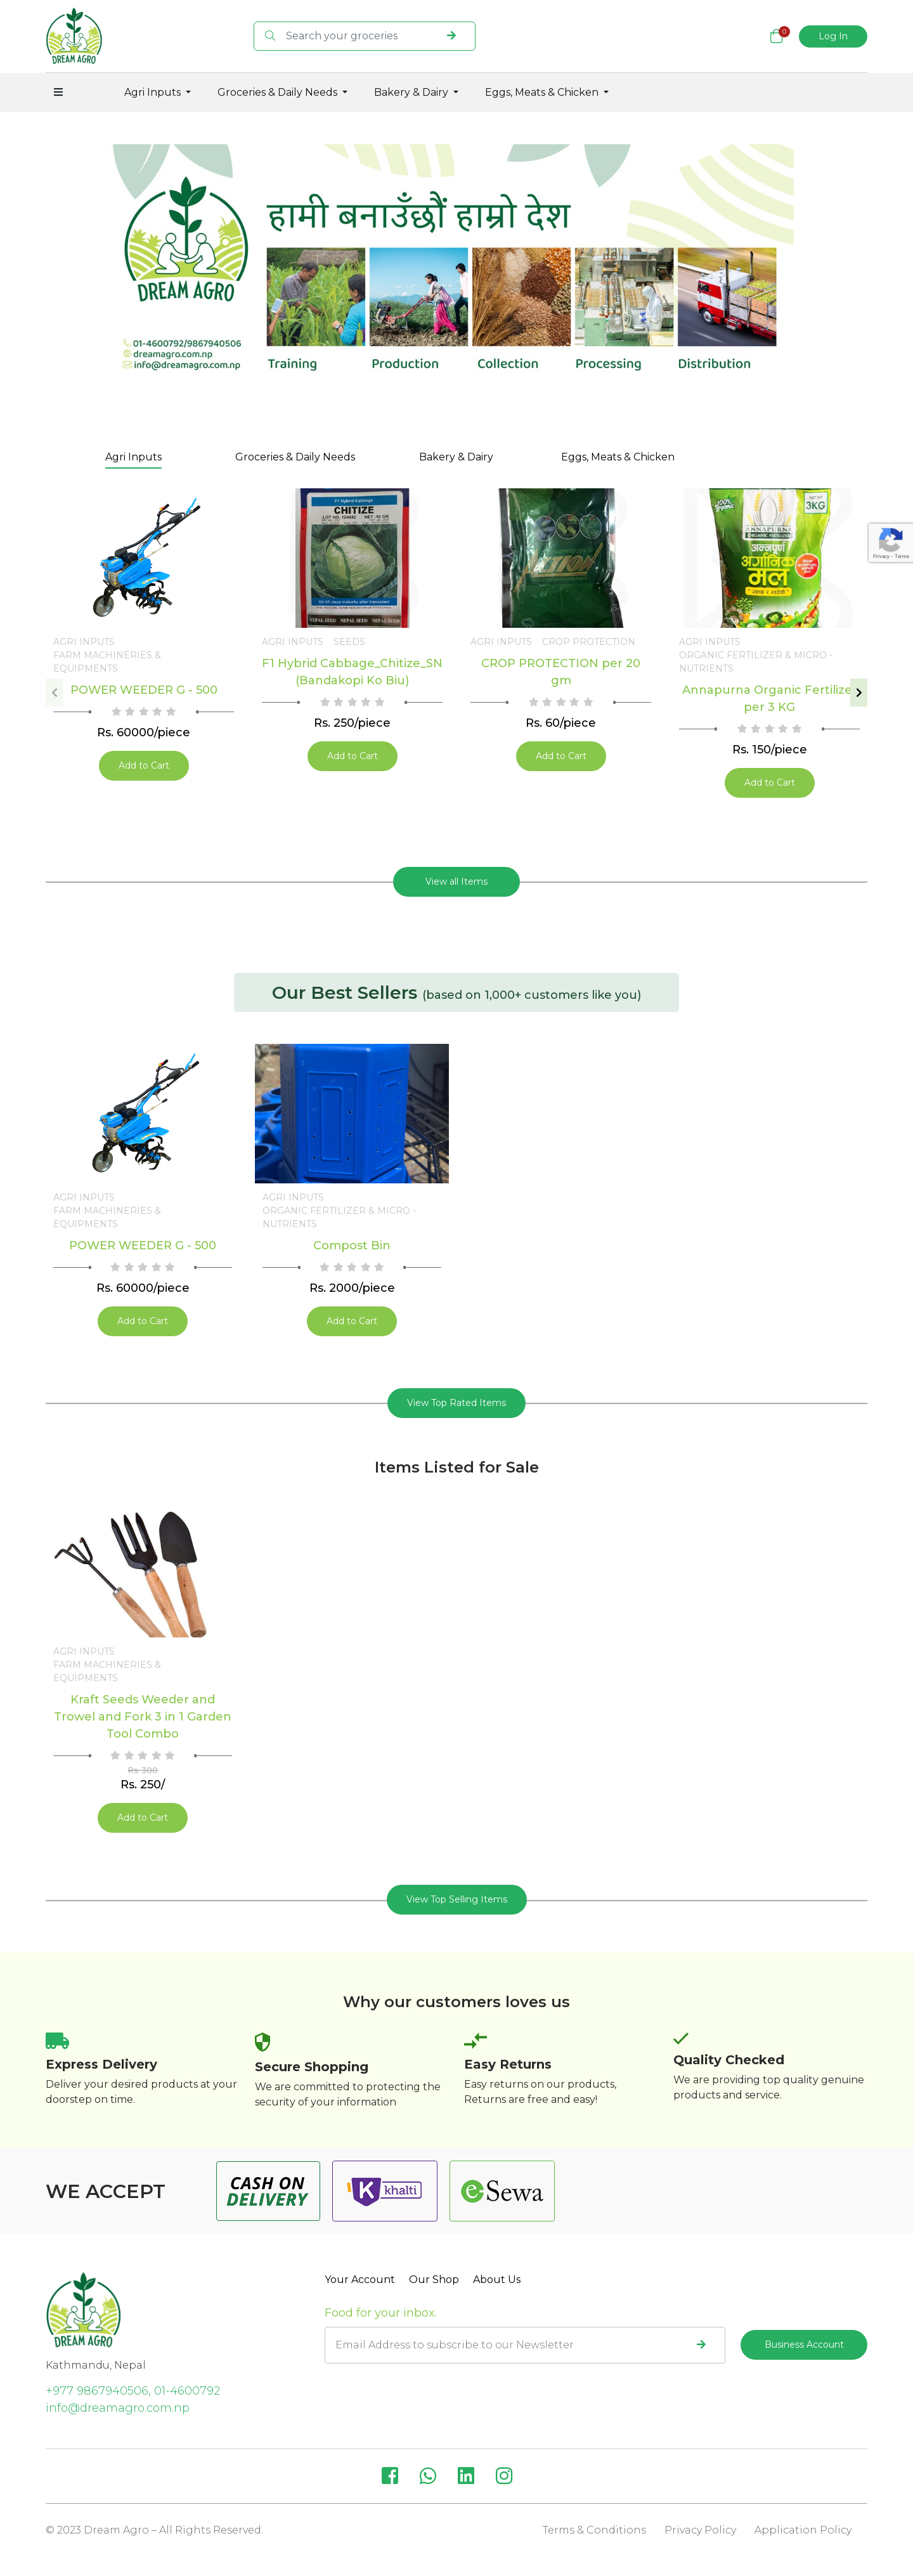 DREAM AGRO
Search your groceries
0
Log In
Agri Inputs
Groceries & Daily Needs
Bakery & Dairy
Eggs, Meats & Chicken
हामी बनाउँछौं हाम्रो देश
DREAM AGRO
01-4600792/9867940506
dreamagro.com.np
info@dreamagro.com.np
Training
Production
Collection
Processing
Distribution
Agri Inputs
Groceries & Daily Needs
Bakery & Dairy
Eggs, Meats & Chicken
F1 Hybrid Cabbage
CHITIZE
ANNAPURNA
ORGANIC FERTILIZER
3KG
अन्नपूर्ण
अर्गानिक
मल
Privacy - Terms
AGRI INPUTS
FARM MACHINERIES &
EQUIPMENTS
POWER WEEDER G - 500
Rs. 60000/piece
Add to Cart
AGRI INPUTS SEEDS
F1 Hybrid Cabbage_Chitize_SN
(Bandakopi Ko Biu)
Rs. 250/piece
Add to Cart
AGRI INPUTS CROP PROTECTION
CROP PROTECTION per 20
gm
Rs. 60/piece
Add to Cart
AGRI INPUTS
ORGANIC FERTILIZER & MICRO -
NUTRIENTS
Annapurna Organic Fertilize
per 3 KG
Rs. 150/piece
Add to Cart
View all Items
Our Best Sellers (based on 1,000+ customers like you)
AGRI INPUTS
FARM MACHINERIES &
EQUIPMENTS
POWER WEEDER G - 500
Rs. 60000/piece
Add to Cart
AGRI INPUTS
ORGANIC FERTILIZER & MICRO -
NUTRIENTS
Compost Bin
Rs. 2000/piece
Add to Cart
View Top Rated Items
Items Listed for Sale
AGRI INPUTS
FARM MACHINERIES &
EQUIPMENTS
Kraft Seeds Weeder and
Trowel and Fork 3 in 1 Garden
Tool Combo
Rs. 300
Rs. 250/
Add to Cart
View Top Selling Items
Why our customers loves us
Express Delivery
Deliver your desired products at your
doorstep on time.
Secure Shopping
We are committed to protecting the
security of your information
Easy Returns
Easy returns on our products,
Returns are free and easy!
Quality Checked
We are providing top quality genuine
products and service.
WE ACCEPT
CASH ON
DELIVERY
khalti
eSewa
DREAM AGRO
Kathmandu, Nepal
+977 9867940506, 01-4600792
info@dreamagro.com.np
Your Account
Our Shop
About Us
Food for your inbox.
Email Address to subscribe to our Newsletter
Business Account
© 2023 Dream Agro – All Rights Reserved.
Terms & Conditions
Privacy Policy
Application Policy